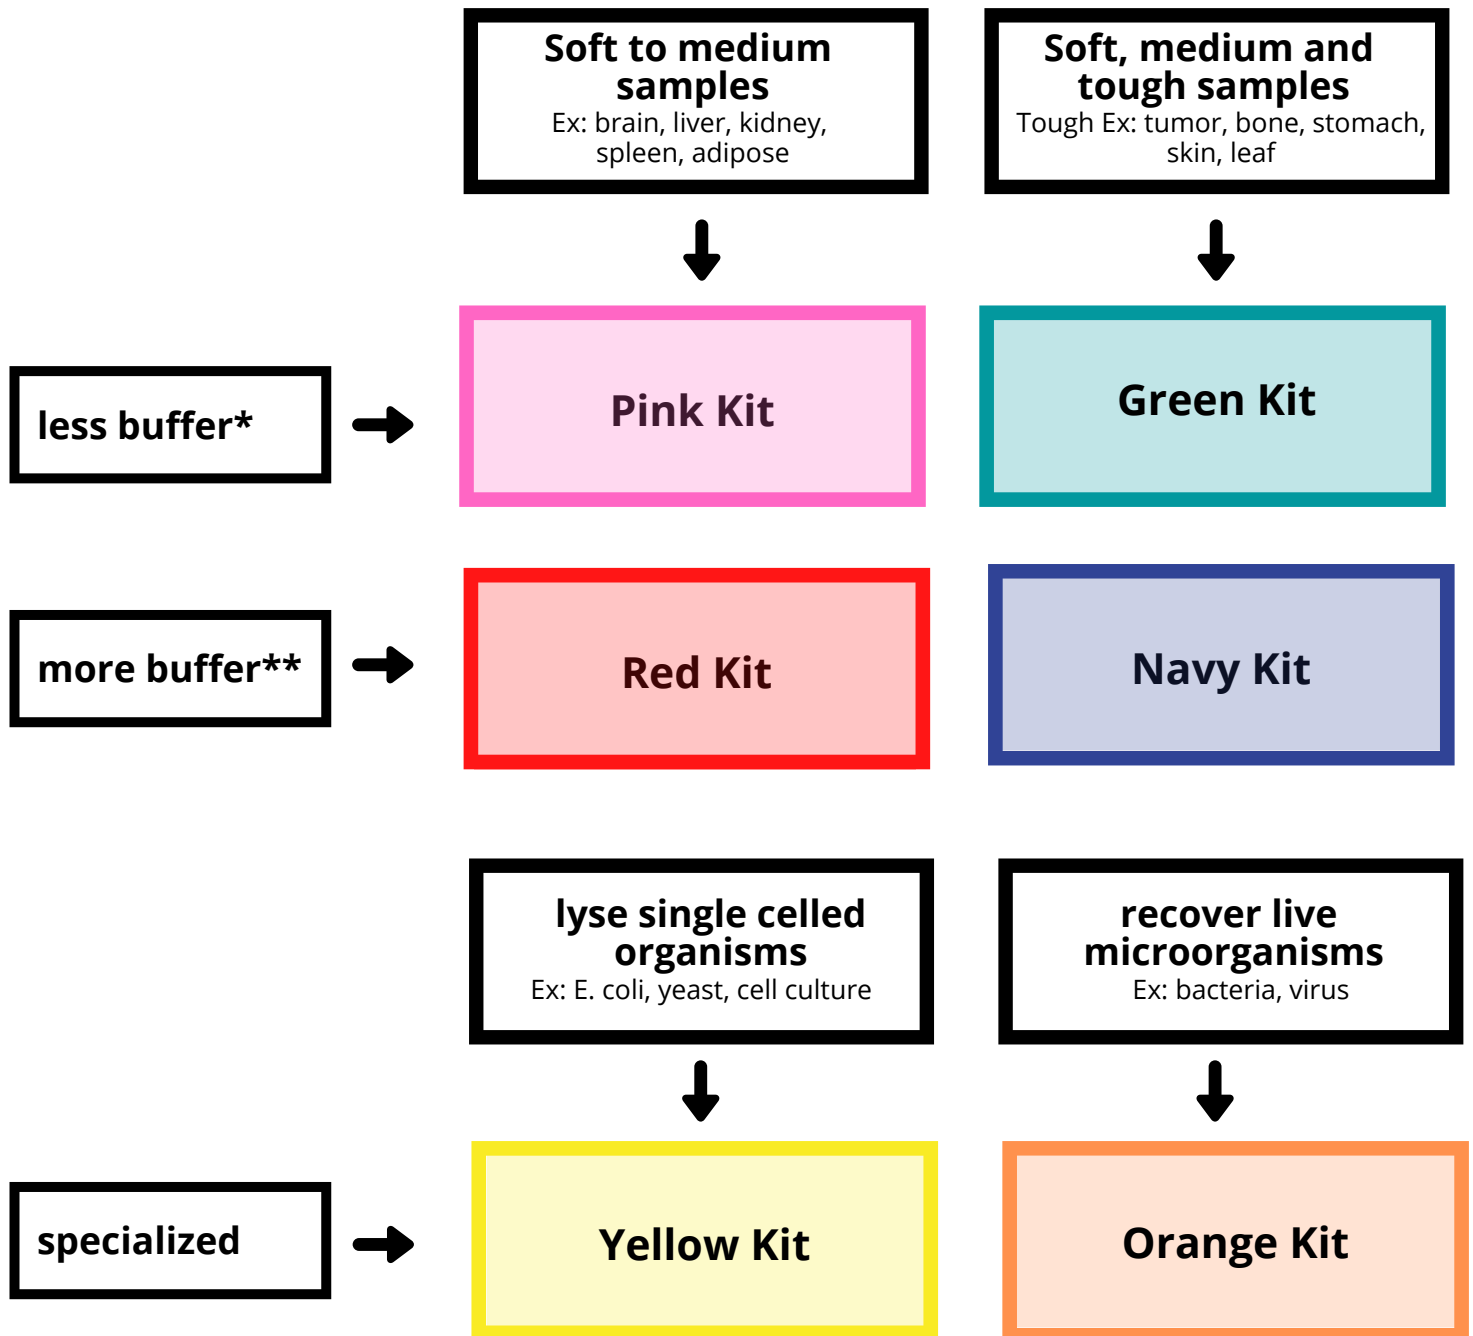 Soft to medium
samples
Ex: brain, liver, kidney,
spleen, adipose
Soft, medium and
tough samples
Tough Ex: tumor, bone, stomach,
skin, leaf
less buffer*
Pink Kit
Green Kit
more buffer**
Red Kit
Navy Kit
lyse single celled
organisms
Ex: E. coli, yeast, cell culture
recover live
microorganisms
Ex: bacteria, virus
specialized
Yellow Kit
Orange Kit